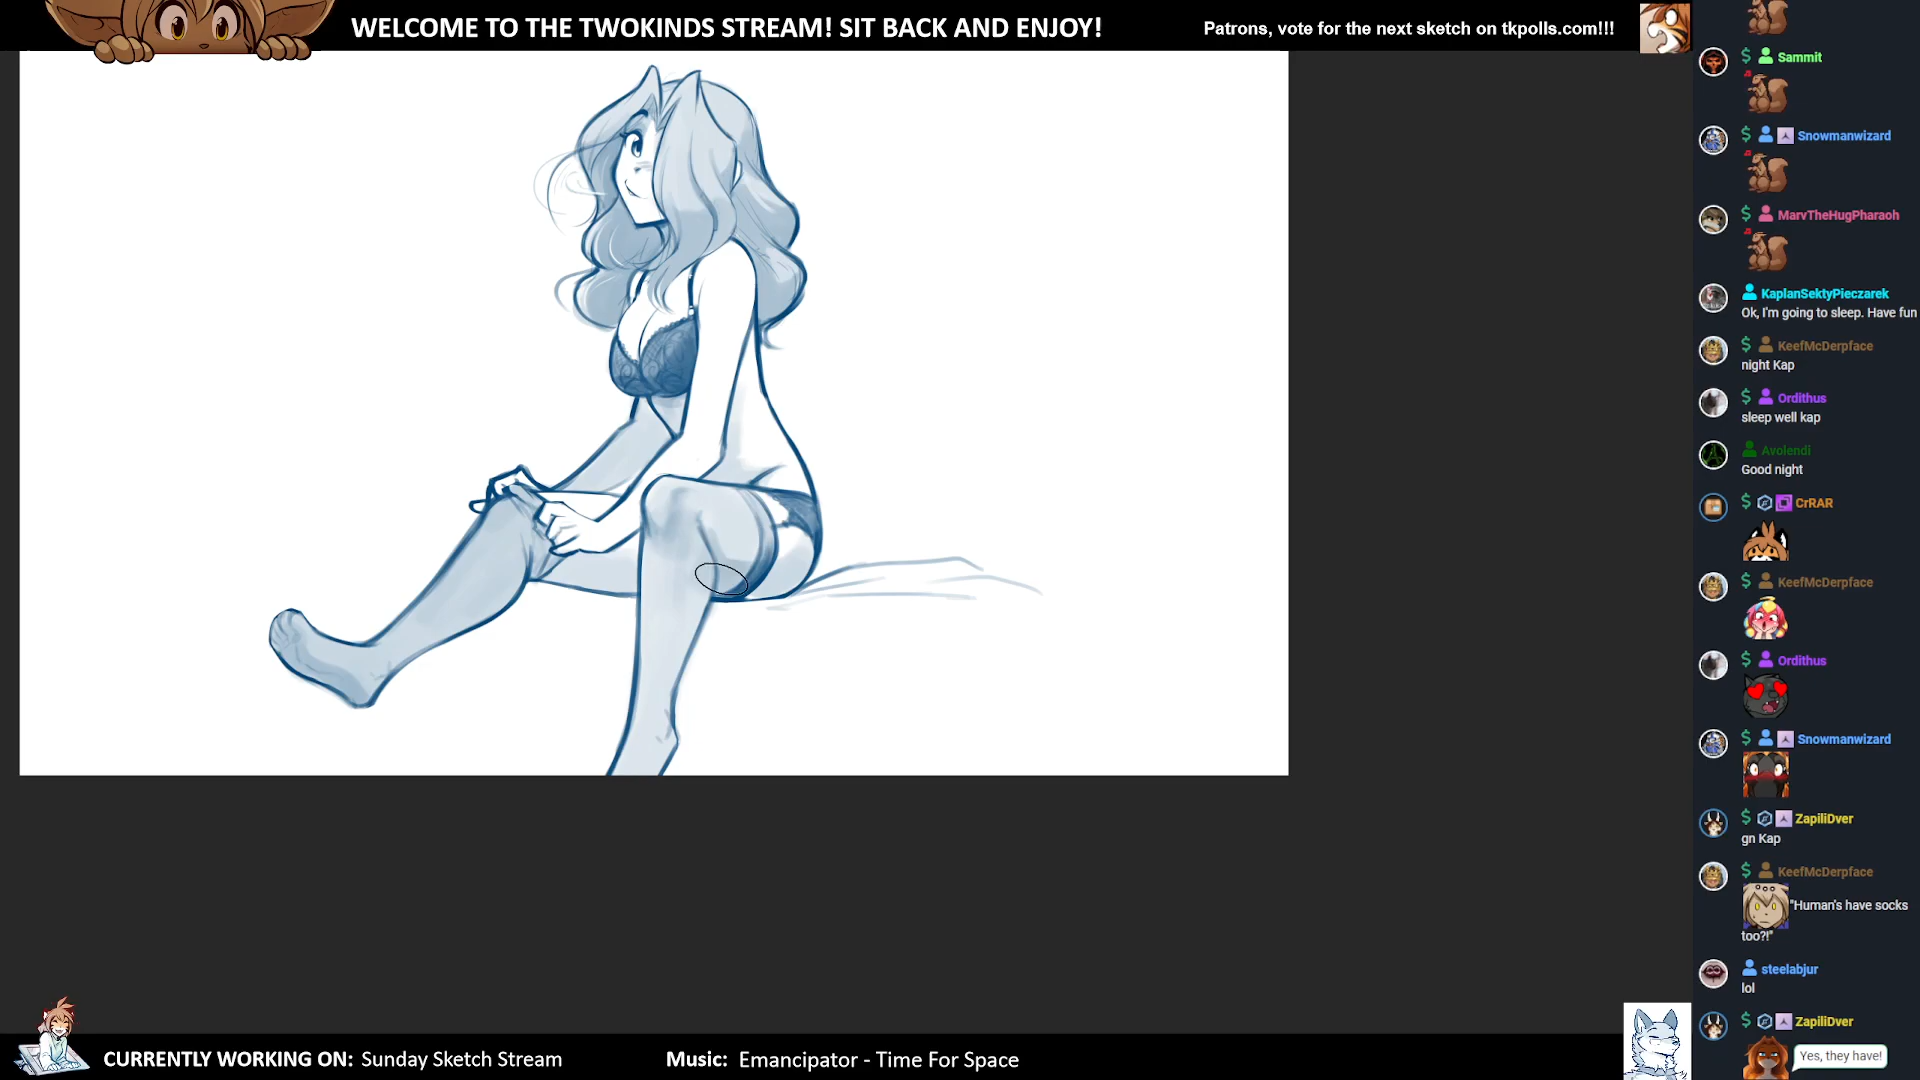 WELCOME TO THE TWOKINDS STREAM! SIT BACK AND ENJOY!
Patrons, vote for the next sketch on tkpolls.com!!!
$ Sammit
$ Snowmanwizard
$ MarvTheHugPharaoh
KaplanSektyPieczarek
Ok, I'm going to sleep. Have fun
$ KeefMcDerpface
night Kap
$ Ordithus
sleep well kap
Avolendi
Good night
$ CrRAR
$ KeefMcDerpface
$ Ordithus
$ Snowmanwizard
$ ZapiliDver
gn Kap
$ KeefMcDerpface
"Human's have socks
too?!"
steelabjur
lol
$ ZapiliDver
Yes, they have!
CURRENTLY WORKING ON: Sunday Sketch Stream
Music: Emancipator - Time For Space